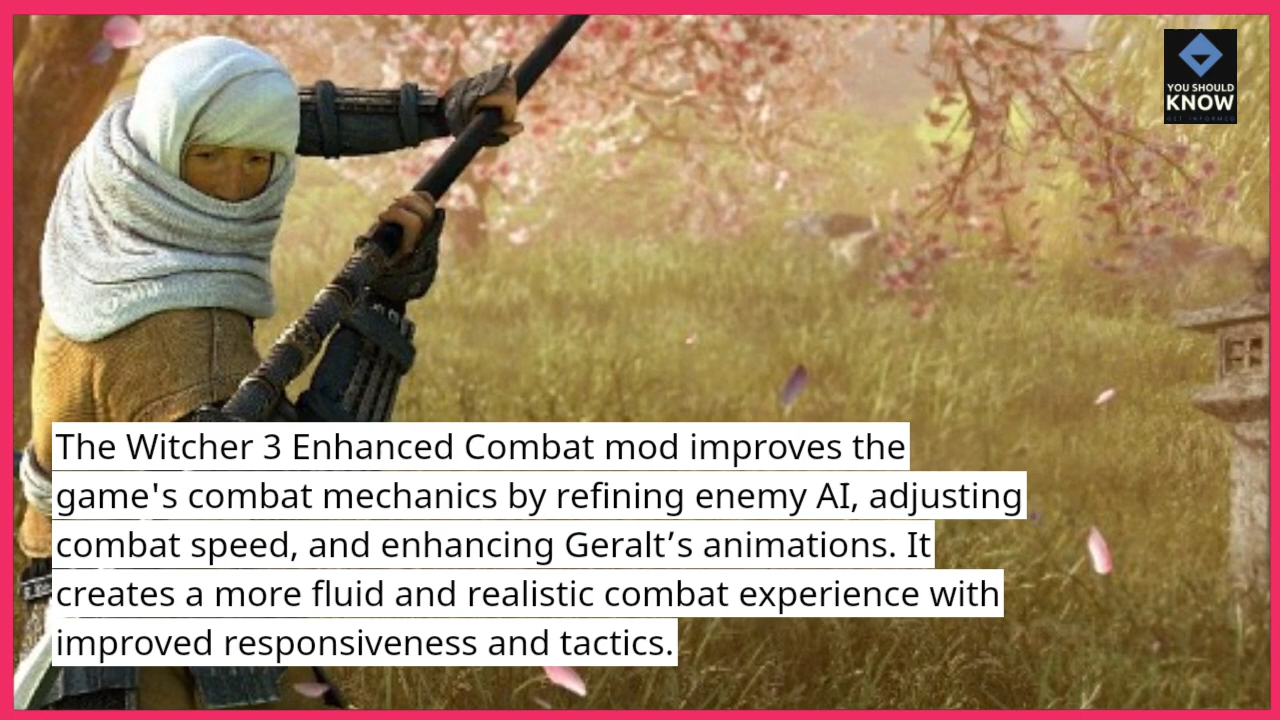 YOU SHOULD
KNOW
GET INFORMED
The Witcher 3 Enhanced Combat mod improves the
game's combat mechanics by refining enemy AI, adjusting
combat speed, and enhancing Geralt’s animations. It
creates a more fluid and realistic combat experience with
improved responsiveness and tactics.